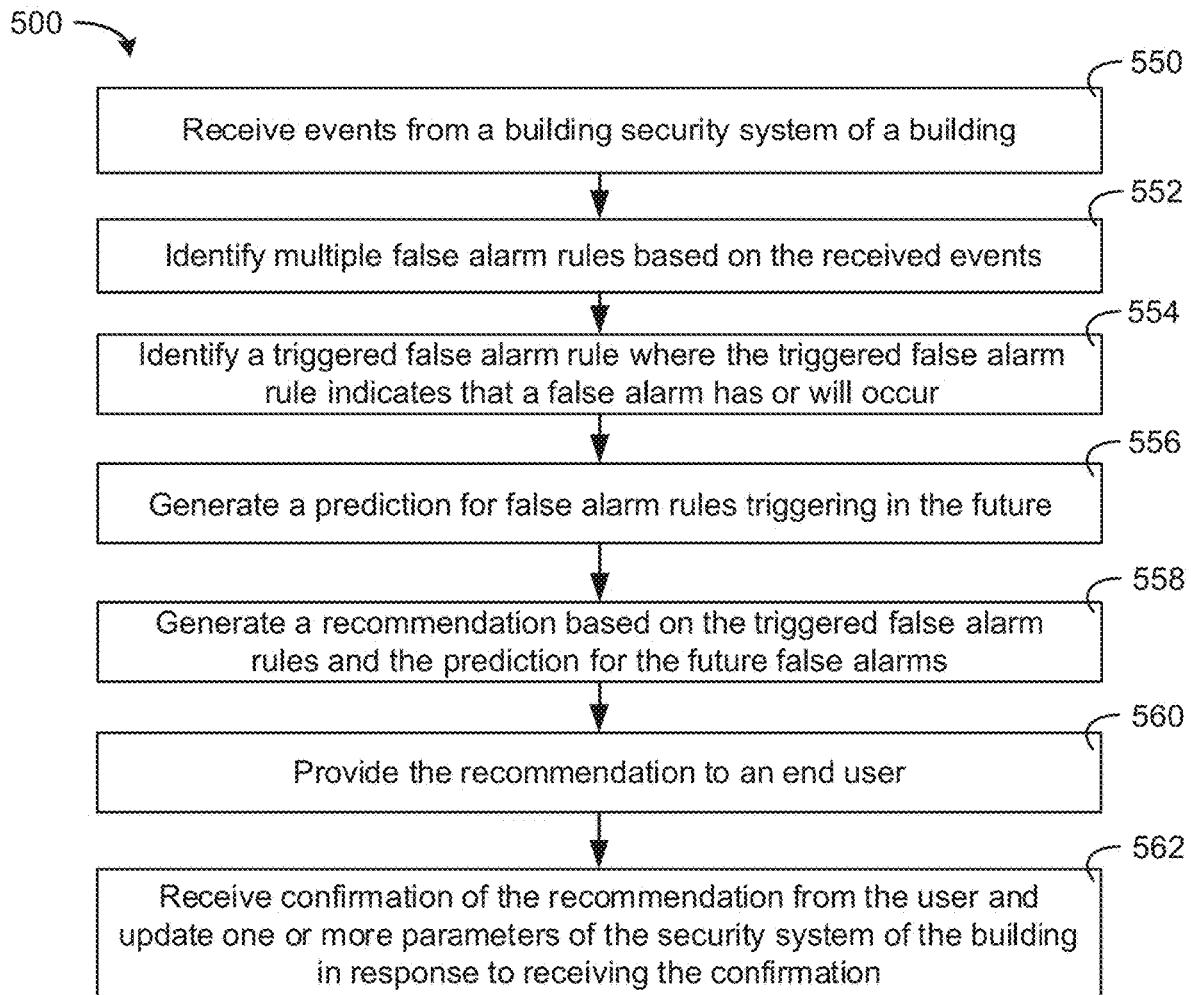 500
550
Receive events from a building security system of a building
552
Identify multiple false alarm rules based on the received events
554
Identify a triggered false alarm rule where the triggered false alarm
rule indicates that a false alarm has or will occur
556
Generate a prediction for false alarm rules triggering in the future
558
Generate a recommendation based on the triggered false alarm
rules and the prediction for the future false alarms
560
Provide the recommendation to an end user
562
Receive confirmation of the recommendation from the user and
update one or more parameters of the security system of the building
in response to receiving the confirmation